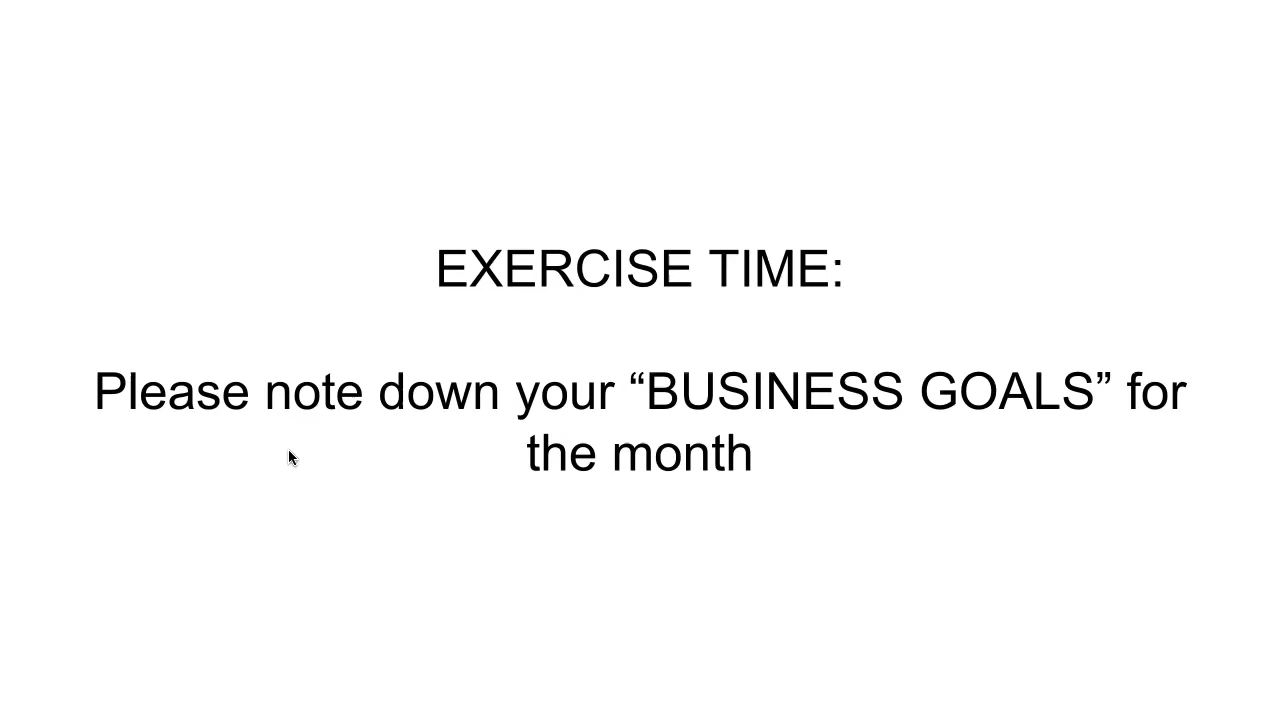 EXERCISE TIME:
Please note down your “BUSINESS GOALS” for
the month